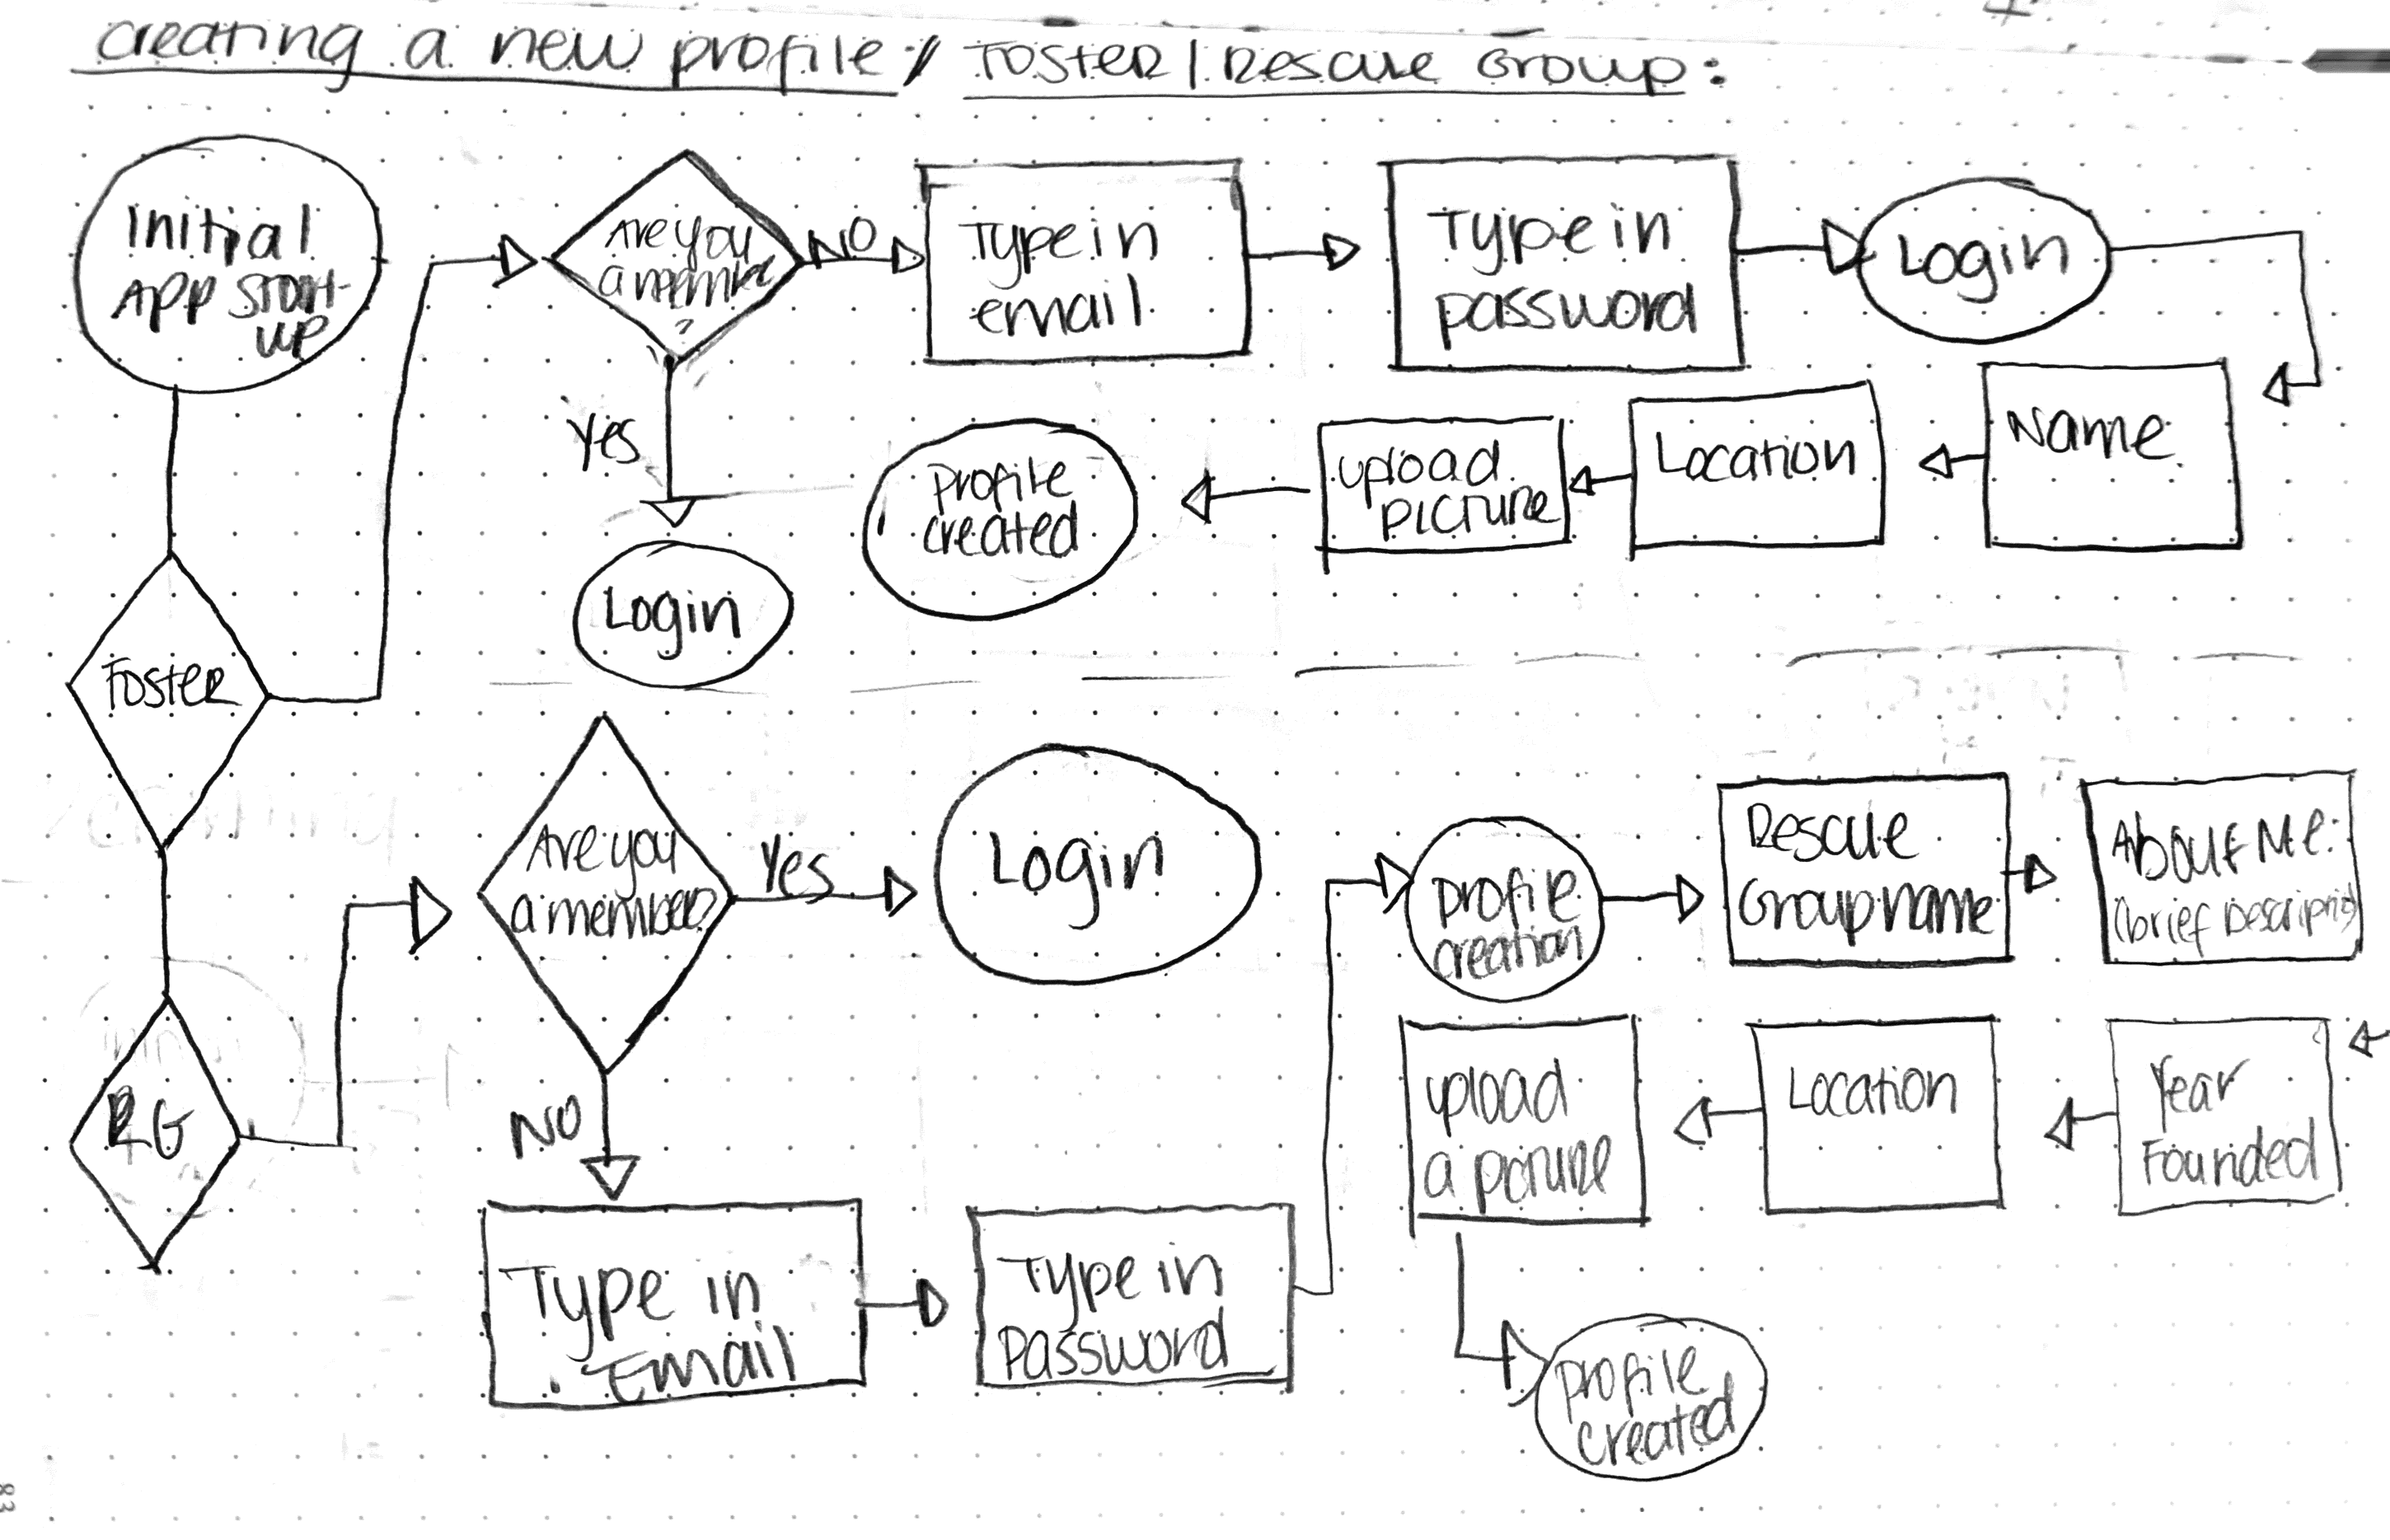 creating a new profile / Foster | Rescue Group:
Initial
App Start-
up
Are you
a member
?
No
Type in
email
Type in
password
Login
Name
Location
upload
picture
profile
created
Yes
Login
Foster
Are you
a member?
Yes
Login
profile
creation
Rescue
Group name
About Me:
(brief Descriptio)
Year
Founded
Location
upload
a picture
profile
created
RG
No
Type in
Email
Type in
Password
83